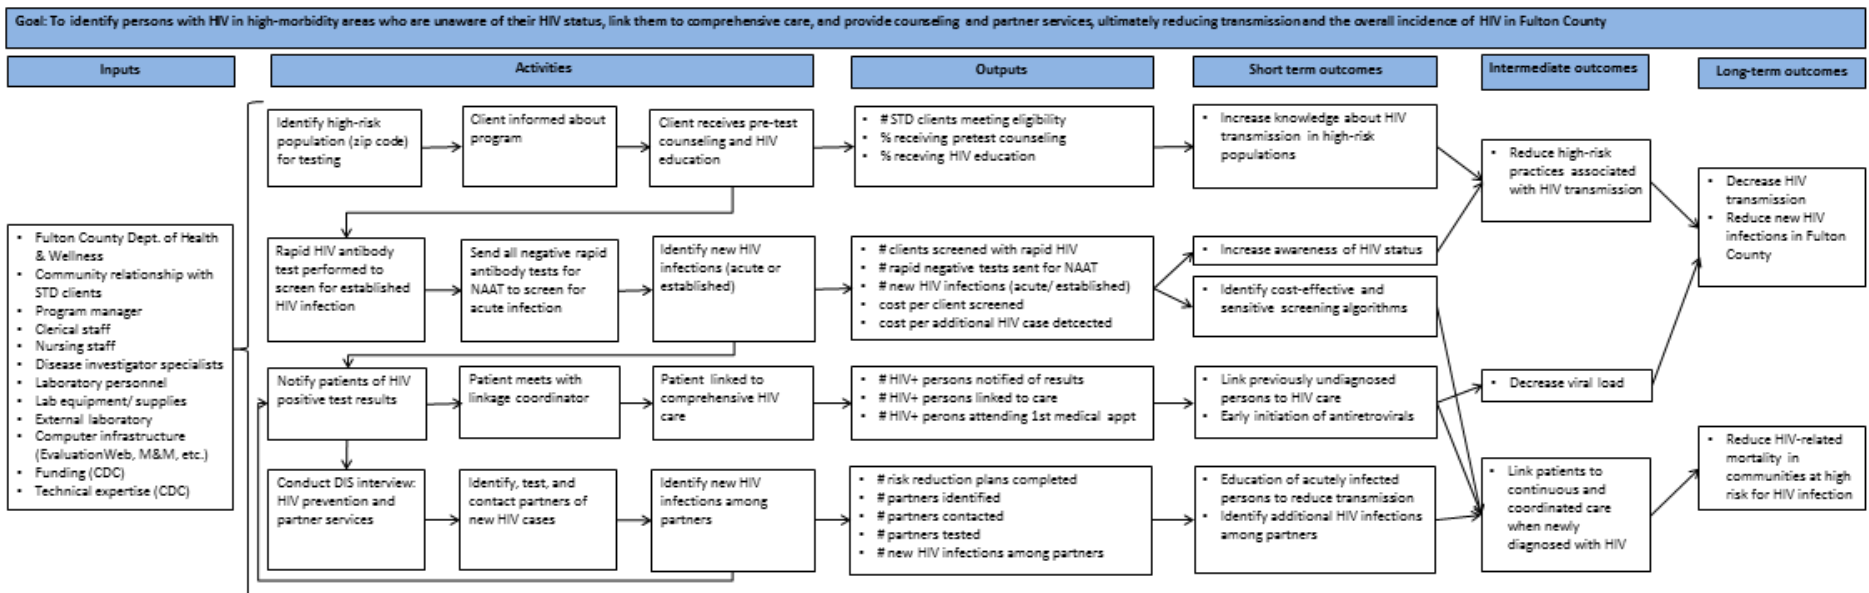 Goal: To identify persons with HIV in high-morbidity areas who are unaware of their HIV status, link them to comprehensive care, and provide counseling and partner services, ultimately reducing transmission and the overall incidence of HIV in Fulton County
Inputs
Activities
Outputs
Short term outcomes
Intermediate outcomes
Long-term outcomes
• Fulton County Dept. of Health
& Wellness
• Community relationship with
STD clients
• Program manager
• Clerical staff
• Nursing staff
• Disease investigator specialists
• Laboratory personnel
• Lab equipment/ supplies
• External laboratory
• Computer infrastructure
(EvaluationWeb, M&M, etc.)
• Funding (CDC)
• Technical expertise (CDC)
Identify high-risk
population (zip code)
for testing
Client informed about
program
Client receives pre-test
counseling and HIV
education
• # STD clients meeting eligibility
• % receiving pretest counseling
• % receving HIV education
• Increase knowledge about HIV
transmission in high-risk
populations
Rapid HIV antibody
test performed to
screen for established
HIV infection
Send all negative rapid
antibody tests for
NAAT to screen for
acute infection
Identify new HIV
infections (acute or
established)
• # clients screened with rapid HIV
• # rapid negative tests sent for NAAT
• # new HIV infections (acute/ established)
• cost per client screened
• cost per additional HIV case detcected
• Increase awareness of HIV status
• Identify cost-effective and
sensitive screening algorithms
Notify patients of HIV
positive test results
Patient meets with
linkage coordinator
Patient linked to
comprehensive HIV
care
• # HIV+ persons notified of results
• # HIV+ persons linked to care
• # HIV+ perons attending 1st medical appt
• Link previously undiagnosed
persons to HIV care
• Early initiation of antiretrovirals
Conduct DIS interview:
HIV prevention and
partner services
Identify, test, and
contact partners of
new HIV cases
Identify new HIV
infections among
partners
• # risk reduction plans completed
• # partners identified
• # partners contacted
• # partners tested
• # new HIV infections among partners
• Education of acutely infected
persons to reduce transmission
• Identify additional HIV infections
among partners
• Reduce high-risk
practices associated
with HIV transmission
• Decrease viral load
• Link patients to
continuous and
coordinated care
when newly
diagnosed with HIV
• Decrease HIV
transmission
• Reduce new HIV
infections in Fulton
County
• Reduce HIV-related
mortality in
communities at high
risk for HIV infection